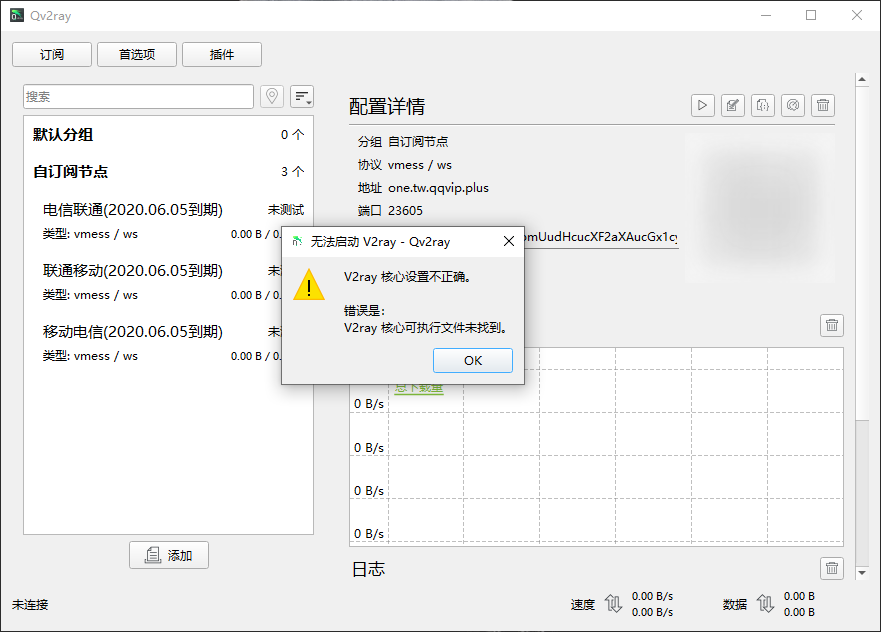 Qv2ray
订阅
首选项
插件
搜索
默认分组 0 个
自订阅节点 3 个
电信联通(2020.06.05到期) 未测试
类型: vmess / ws 0.00 B / 0.
联通移动(2020.06.05到期) 未
类型: vmess / ws 0.00 B / 0.
移动电信(2020.06.05到期) 未
类型: vmess / ws 0.00 B / 0.
添加
配置详情
分组 自订阅节点
协议 vmess / ws
地址 one.tw.qqvip.plus
端口 23605
omUudHcucXF2aXAucGx1c
无法启动 V2ray - Qv2ray
V2ray 核心设置不正确。
错误是:
V2ray 核心可执行文件未找到。
OK
总下载量
0 B/s
0 B/s
0 B/s
0 B/s
日志
未连接
速度 0.00 B/s
0.00 B/s
数据 0.00 B
0.00 B